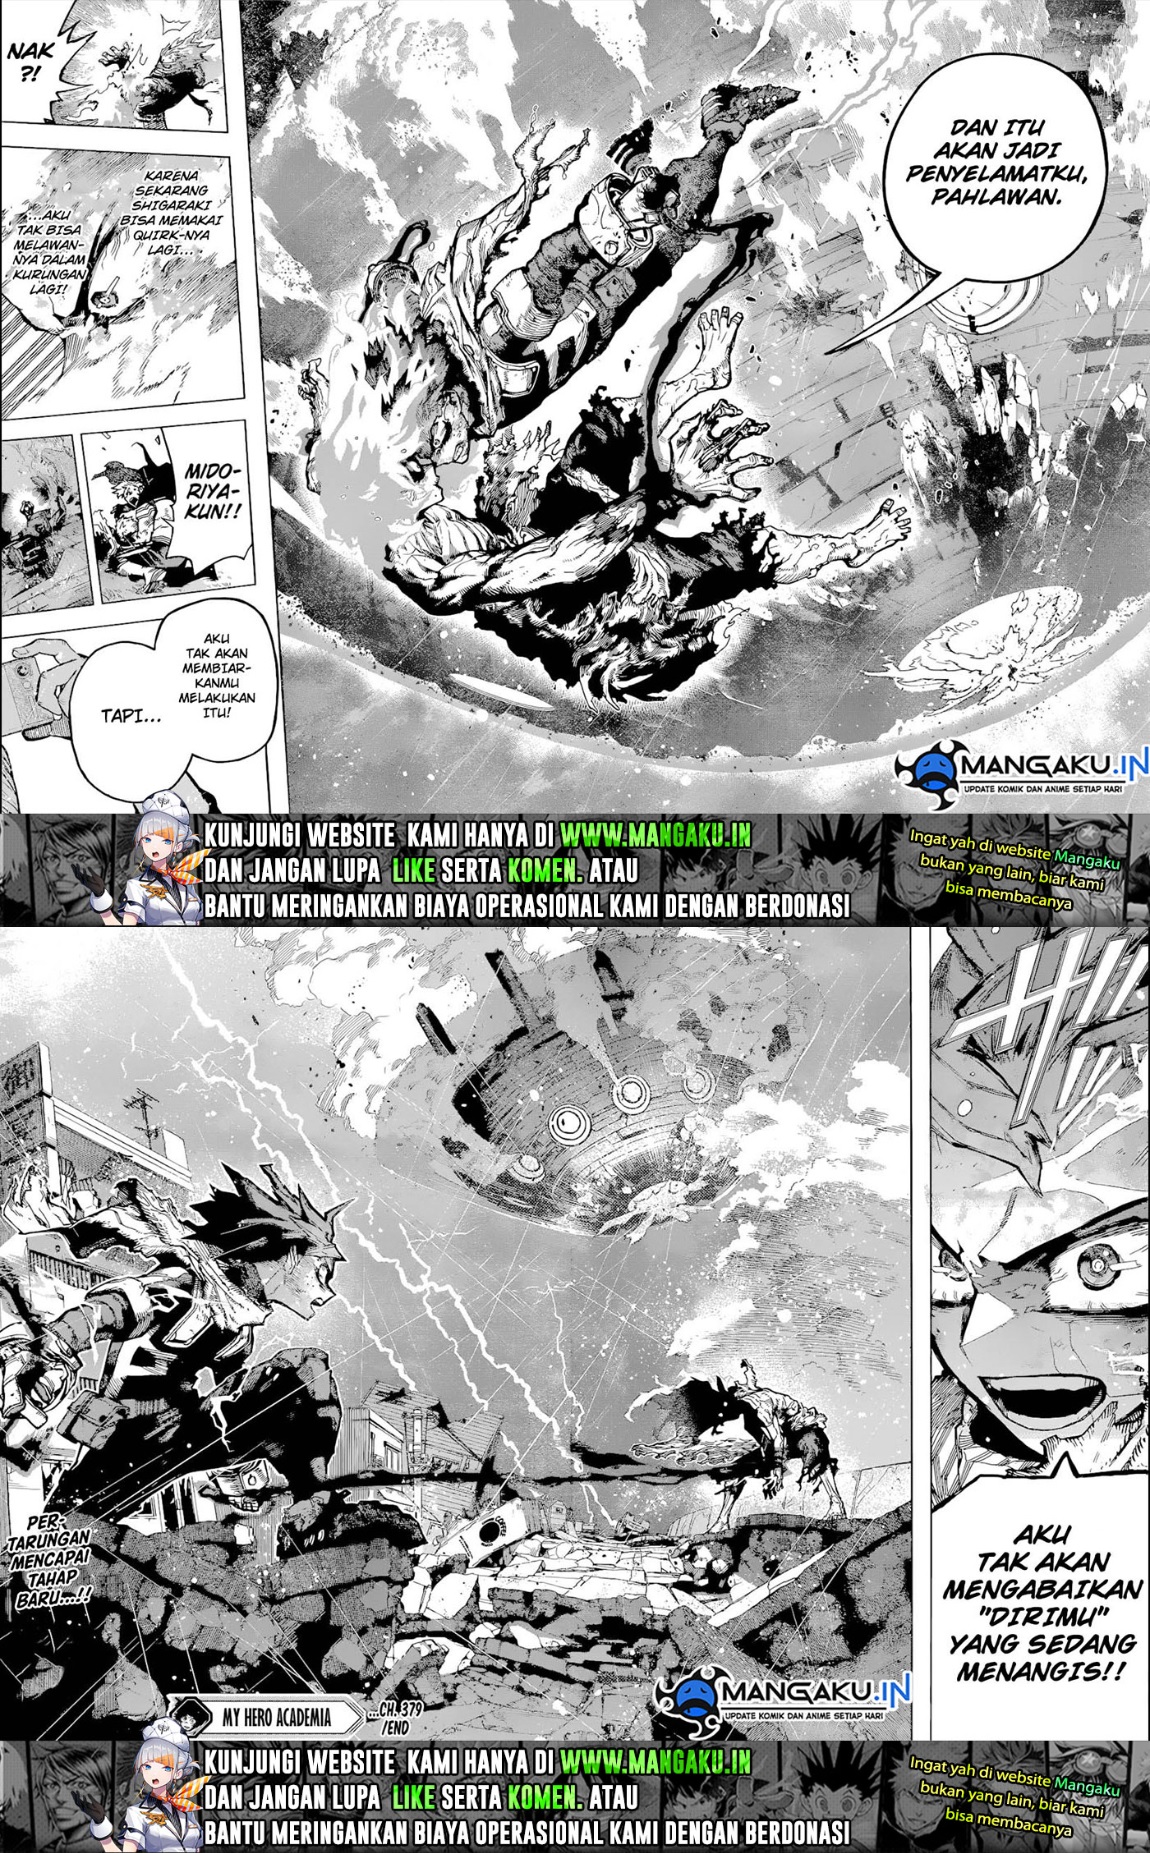 DAN ITU
AKAN JADI
PENYELAMATKU,
PAHLAWAN.
NAK
?!
KARENA
SEKARANG
SHIGARAKI
BISA MEMAKAI
QUIRK-NYA
LAGI...
...AKU
TAK BISA
MELAWAN-
NYA DALAM
KURUNGAN
LAGI!
MIDO-
RIYA-
KUN!!
AKU
TAK AKAN
MEMBIAR-
KANMU
MELAKUKAN
ITU!
TAPI...
MANGAKU.IN
UPDATE KOMIK DAN ANIME SETIAP HARI
KUNJUNGI WEBSITE KAMI HANYA DI WWW.MANGAKU.IN
DAN JANGAN LUPA LIKE SERTA KOMEN. ATAU
BANTU MERINGANKAN BIAYA OPERASIONAL KAMI DENGAN BERDONASI
Ingat yah di website Mangaku
bukan yang lain, biar kami
bisa membacanya
AKU
TAK AKAN
MENGABAIKAN
"DIRIMU"
YANG SEDANG
MENANGIS!!
PER-
TARUNGAN
MENCAPAI
TAHAP
BARU...!!
MY HERO ACADEMIA
...CH. 379
/END
MANGAKU.IN
UPDATE KOMIK DAN ANIME SETIAP HARI
KUNJUNGI WEBSITE KAMI HANYA DI WWW.MANGAKU.IN
DAN JANGAN LUPA LIKE SERTA KOMEN. ATAU
BANTU MERINGANKAN BIAYA OPERASIONAL KAMI DENGAN BERDONASI
Ingat yah di website Mangaku
bukan yang lain, biar kami
bisa membacanya